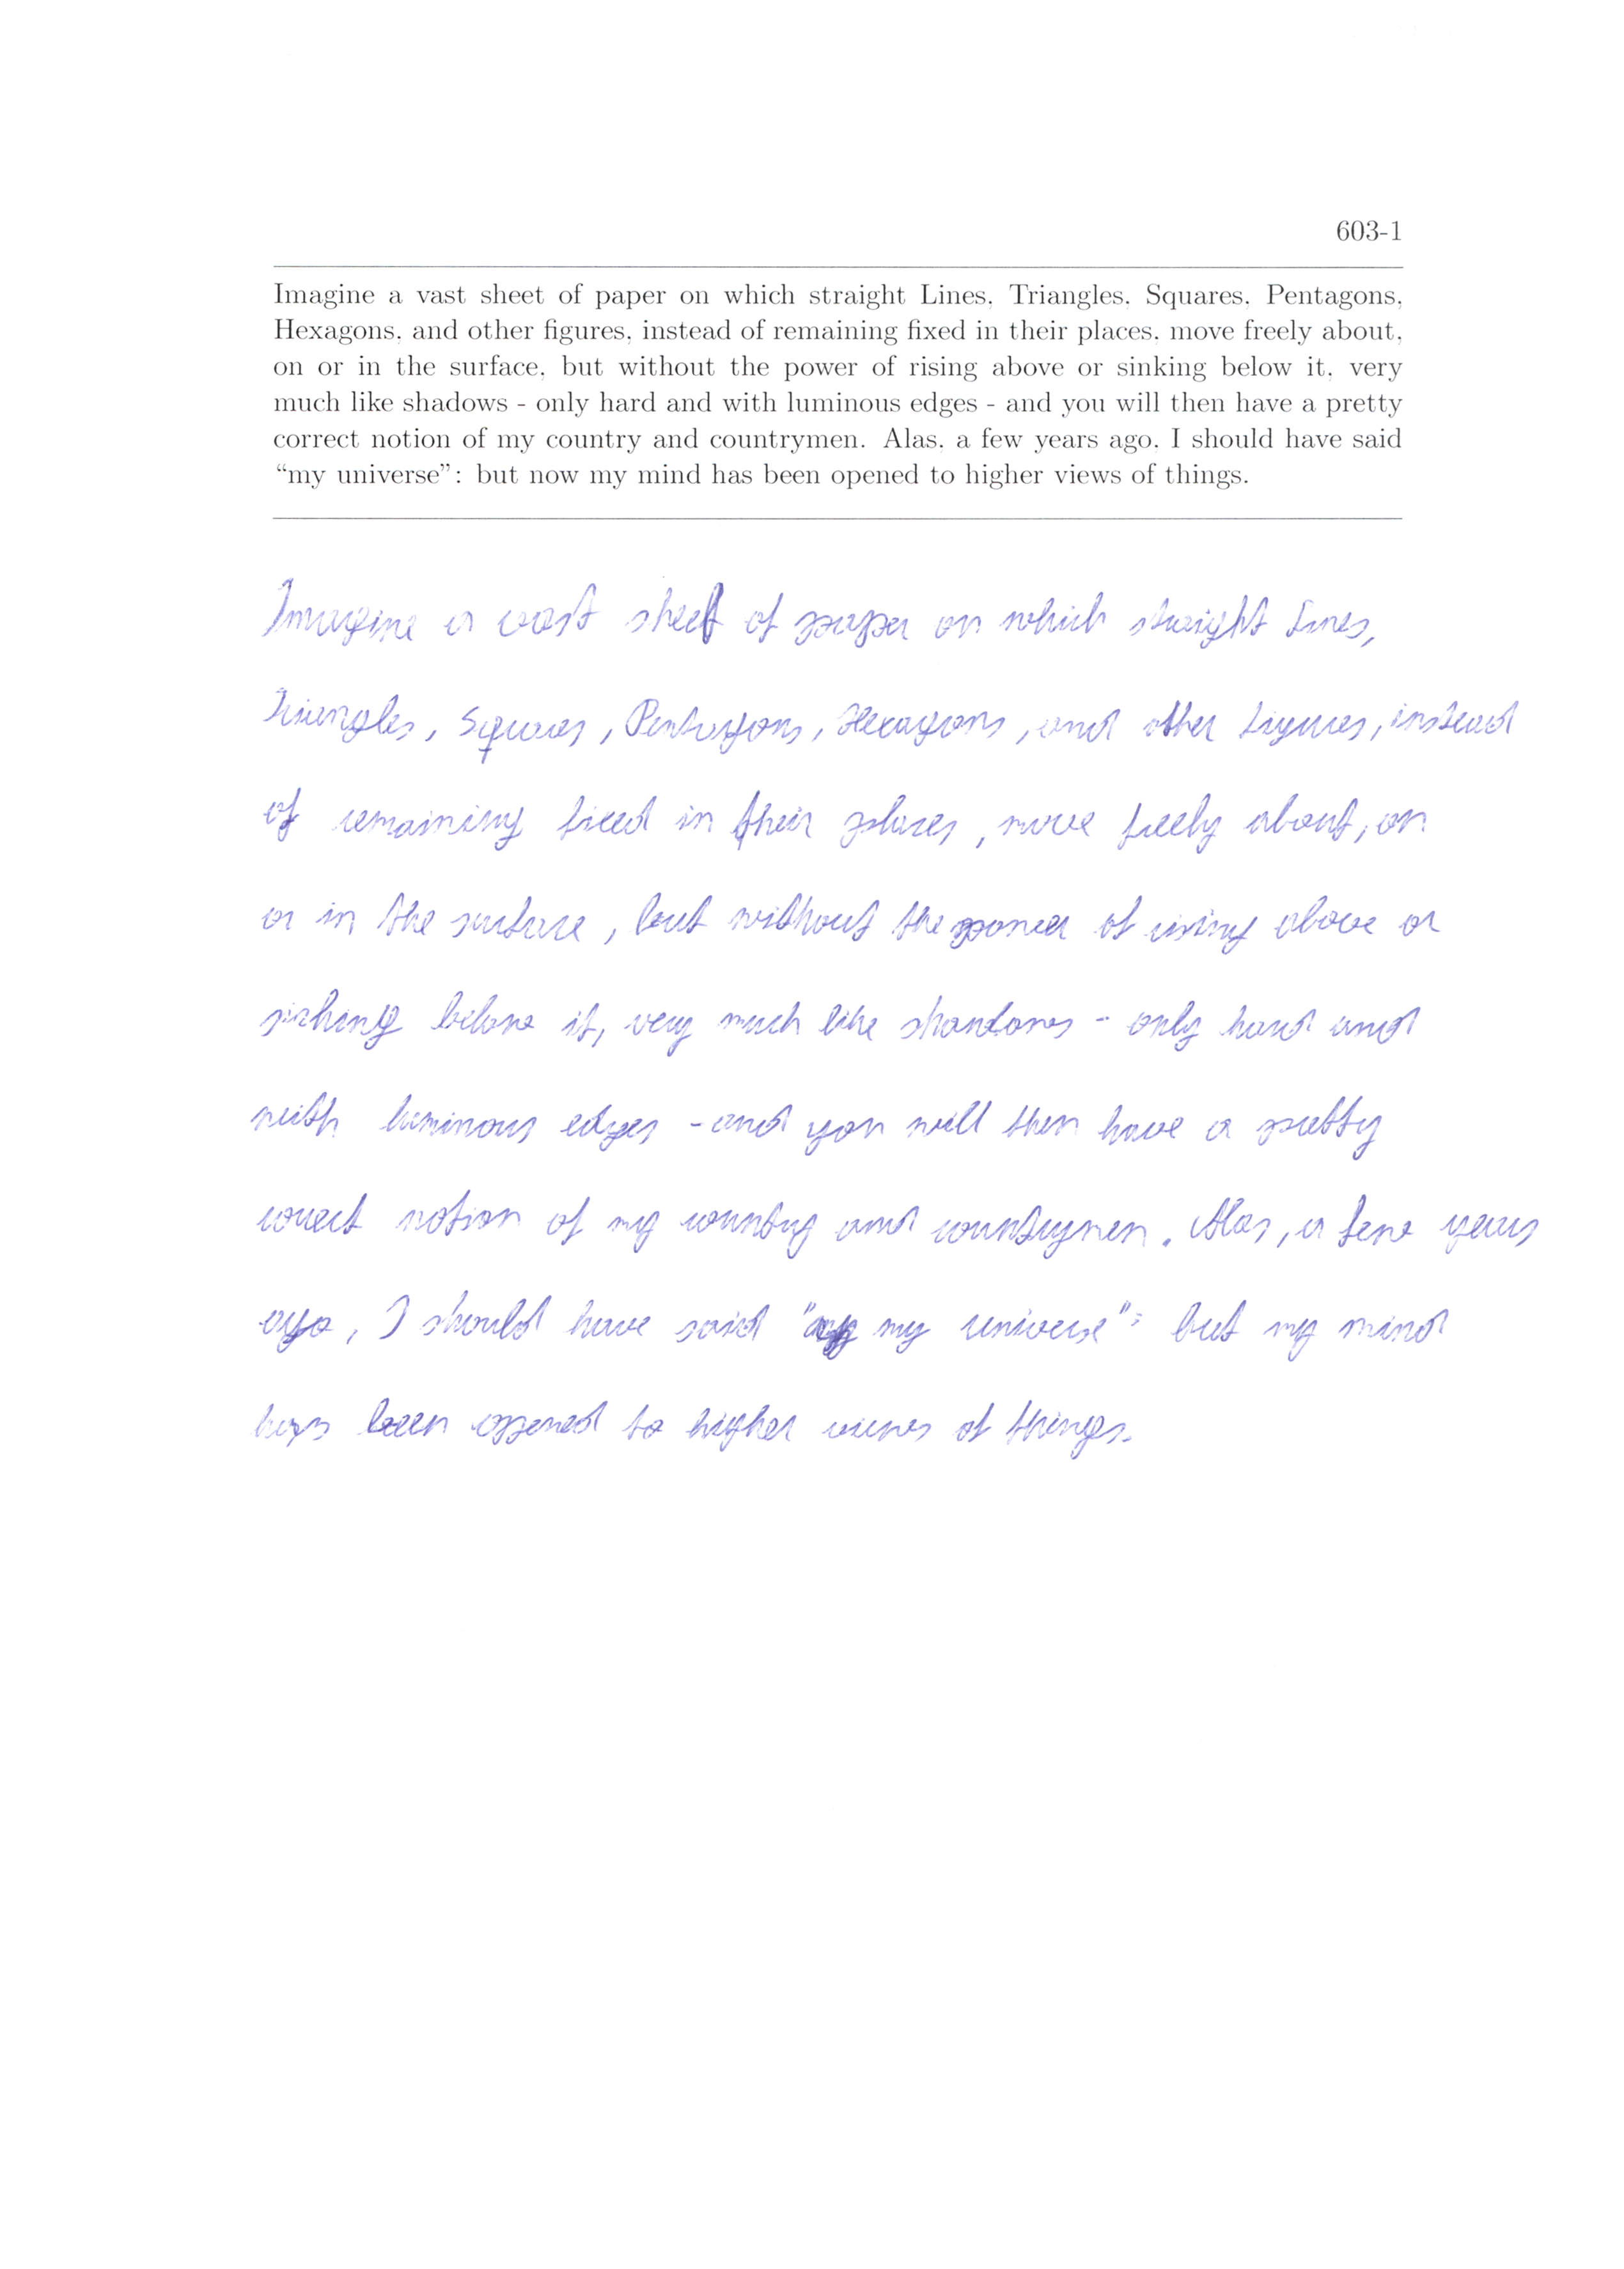 603-1
Imagine a vast sheet of paper on which straight Lines, Triangles, Squares, Pentagons,
Hexagons, and other figures, instead of remaining fixed in their places, move freely about,
on or in the surface, but without the power of rising above or sinking below it, very
much like shadows - only hard and with luminous edges - and you will then have a pretty
correct notion of my country and countrymen. Alas, a few years ago, I should have said
“my universe”: but now my mind has been opened to higher views of things.
Imagine a vast sheet of paper on which straight Lines,
Triangles, Squares, Pentagons, Hexagons, and other figures, instead
of remaining fixed in their places, move freely about, on
or in the surface, but without the power of rising above or
sinking below it, very much like shandows - only hard and
with luminous edges - and you will then have a pretty
correct notion of my country and countrymen. Alas, a few years
ago, I should have said " my universe": but my mind
has been opened to higher views of things.